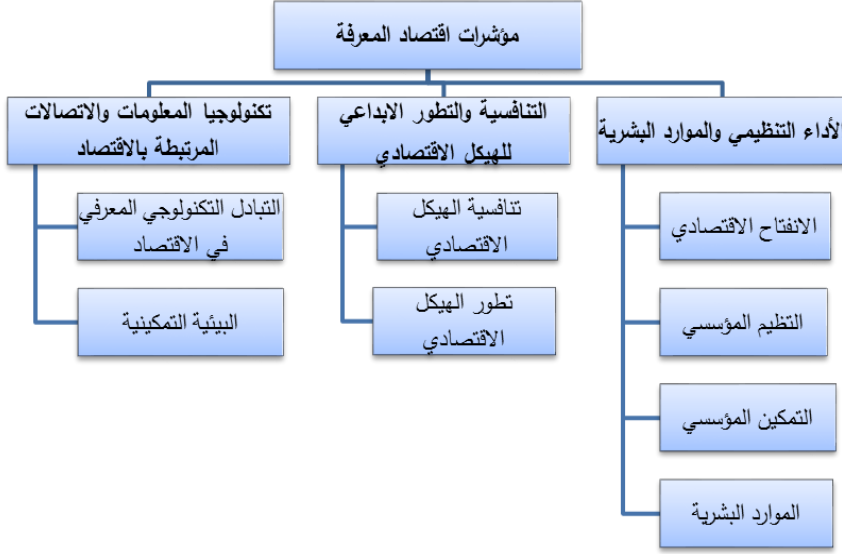 مؤشرات اقتصاد المعرفة
الأداء التنظيمي والموارد البشرية
الانفتاح الاقتصادي
التظيم المؤسسي
التمكين المؤسسي
الموارد البشرية
التنافسية والتطور الابداعي
للهيكل الاقتصادي
تنافسية الهيكل
الاقتصادي
تطور الهيكل
الاقتصادي
تكنولوجيا المعلومات والاتصالات
المرتبطة بالاقتصاد
التبادل التكنولوجي المعرفي
في الاقتصاد
البيئية التمكينية